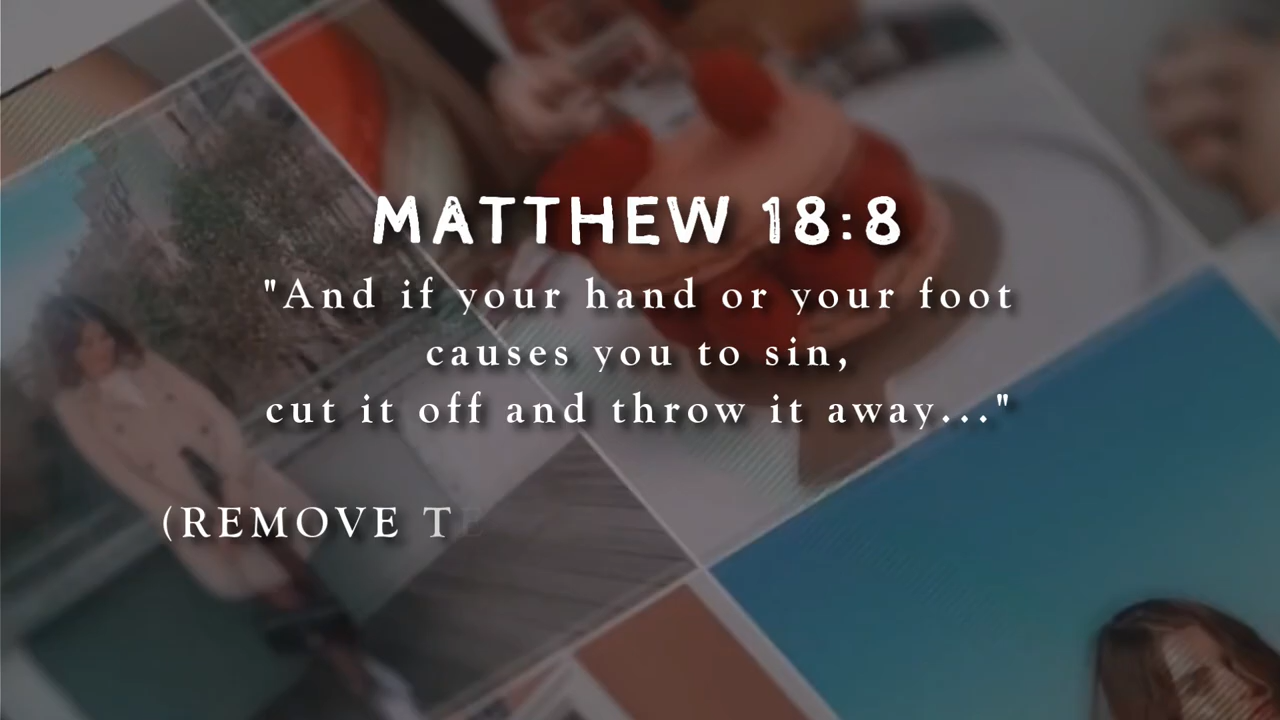 MATTHEW 18:8
"And if your hand or your foot
causes you to sin,
cut it off and throw it away..."
(REMOVE TE